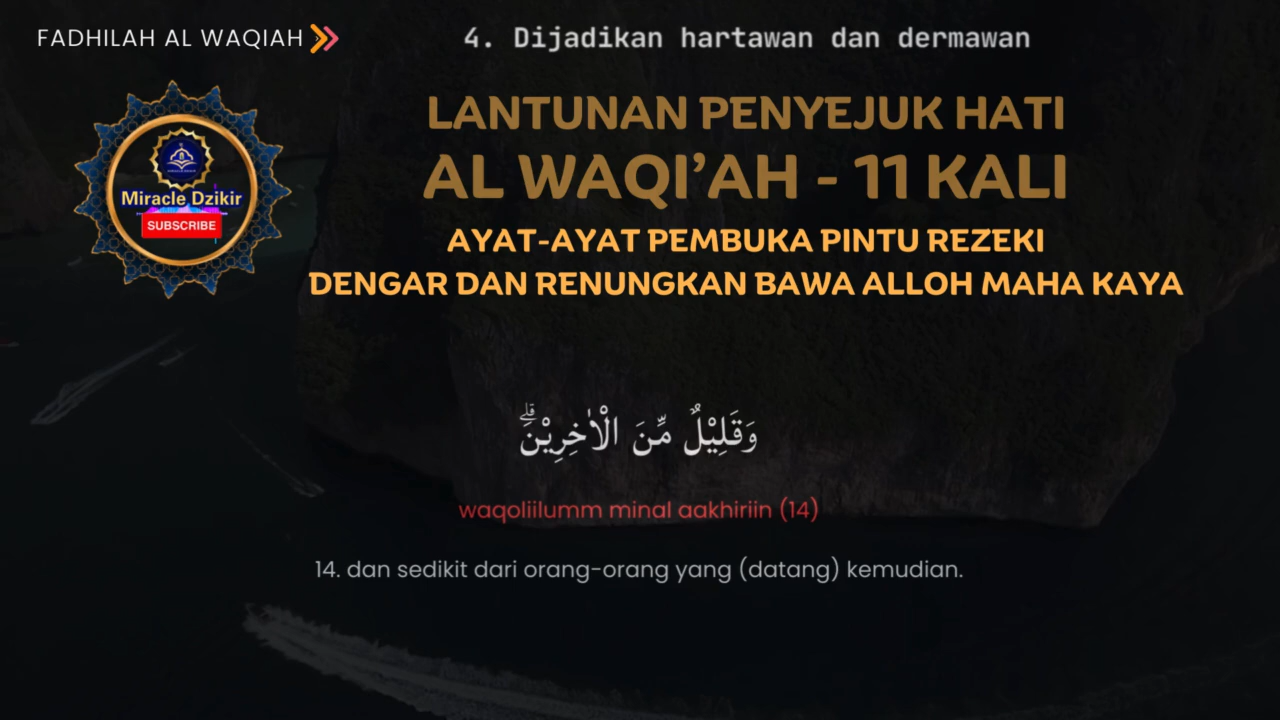 FADHILAH AL WAQIAH
4. Dijadikan hartawan dan dermawan
LANTUNAN PENYEJUK HATI
AL WAQI’AH - 11 KALI
AYAT-AYAT PEMBUKA PINTU REZEKI
DENGAR DAN RENUNGKAN BAWA ALLOH MAHA KAYA
Miracle Dzikir
SUBSCRIBE
وَقَلِيْلٌ مِّنَ الْاٰخِرِيْنَۗ
waqoliilumm minal aakhiriin (14)
14. dan sedikit dari orang-orang yang (datang) kemudian.